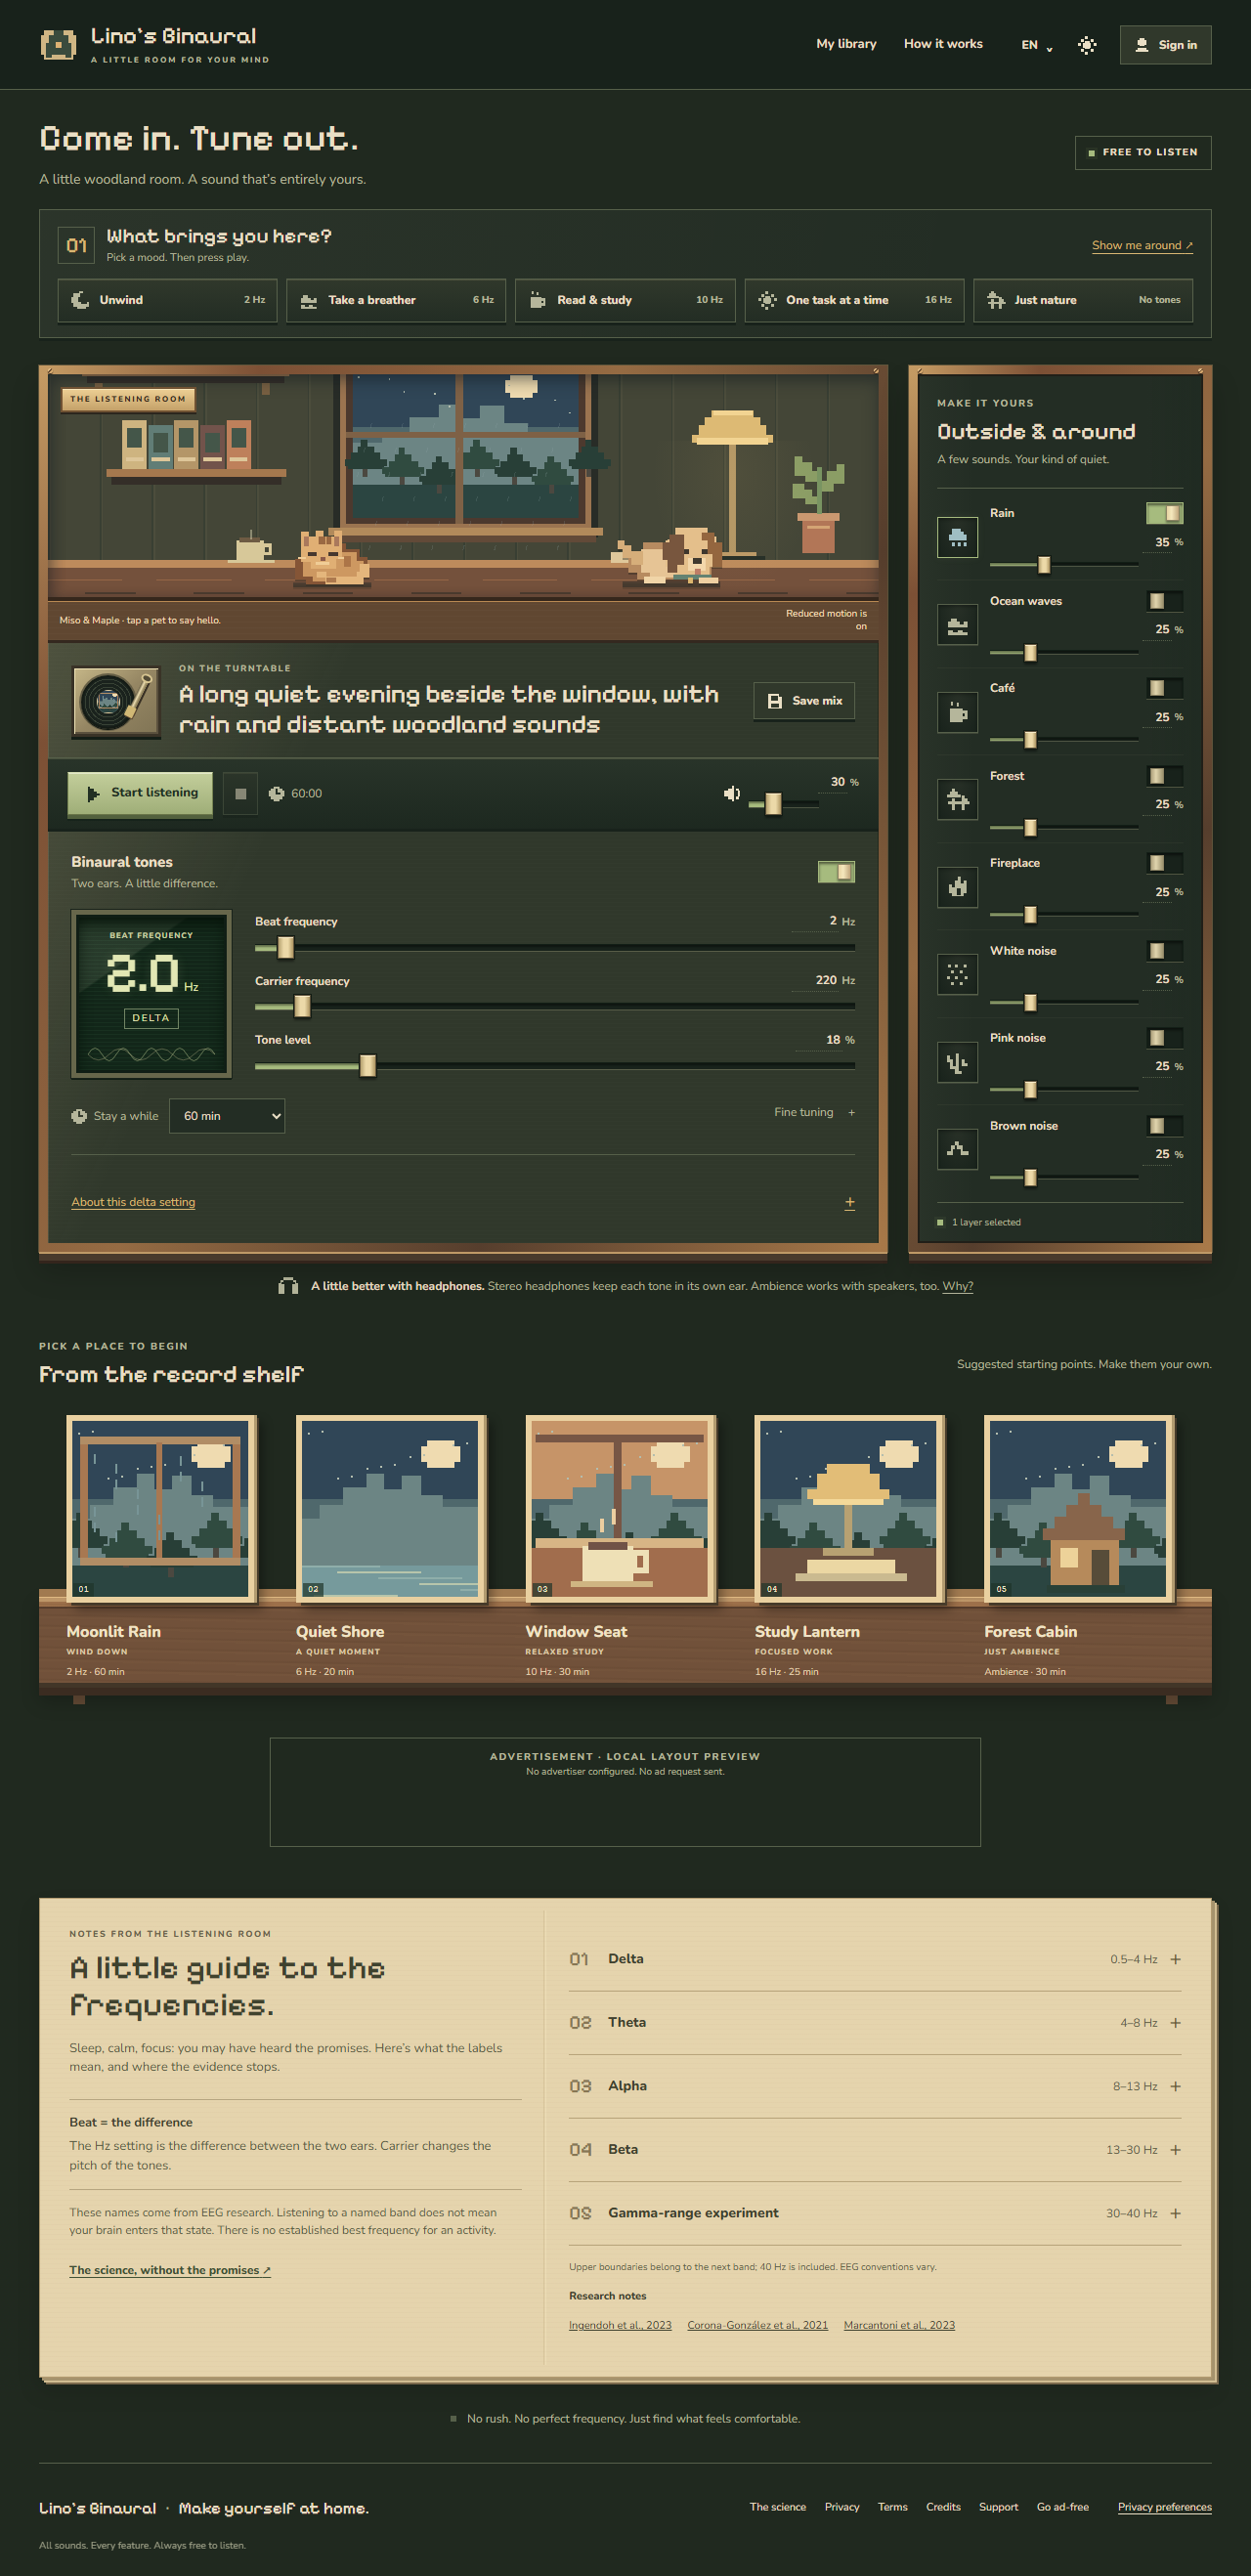 Lino's Binaural
A LITTLE ROOM FOR YOUR MIND
My library
How it works
EN
Sign in
Come in. Tune out.
A little woodland room. A sound that's entirely yours.
FREE TO LISTEN
01
What brings you here?
Pick a mood. Then press play.
Show me around ↗
Unwind
2 Hz
Take a breather
6 Hz
Read & study
10 Hz
One task at a time
16 Hz
Just nature
No tones
THE LISTENING ROOM
Miso & Maple · tap a pet to say hello.
Reduced motion is
on
ON THE TURNTABLE
A long quiet evening beside the window, with
rain and distant woodland sounds
Save mix
Start listening
60:00
30 %
Binaural tones
Two ears. A little difference.
BEAT FREQUENCY
2.0 Hz
DELTA
Beat frequency
2 Hz
Carrier frequency
220 Hz
Tone level
18 %
Stay a while
60 min
Fine tuning +
About this delta setting
+
MAKE IT YOURS
Outside & around
A few sounds. Your kind of quiet.
Rain
35 %
Ocean waves
25 %
Café
25 %
Forest
25 %
Fireplace
25 %
White noise
25 %
Pink noise
25 %
Brown noise
25 %
1 layer selected
A little better with headphones. Stereo headphones keep each tone in its own ear. Ambience works with speakers, too. Why?
PICK A PLACE TO BEGIN
From the record shelf
Suggested starting points. Make them your own.
01
02
03
04
05
Moonlit Rain
WIND DOWN
2 Hz · 60 min
Quiet Shore
A QUIET MOMENT
6 Hz · 20 min
Window Seat
RELAXED STUDY
10 Hz · 30 min
Study Lantern
FOCUSED WORK
16 Hz · 25 min
Forest Cabin
JUST AMBIENCE
Ambience · 30 min
ADVERTISEMENT · LOCAL LAYOUT PREVIEW
No advertiser configured. No ad request sent.
NOTES FROM THE LISTENING ROOM
A little guide to the
frequencies.
Sleep, calm, focus: you may have heard the promises. Here's what the labels
mean, and where the evidence stops.
Beat = the difference
The Hz setting is the difference between the two ears. Carrier changes the
pitch of the tones.
These names come from EEG research. Listening to a named band does not mean
your brain enters that state. There is no established best frequency for an activity.
The science, without the promises ↗
01 Delta 0.5–4 Hz +
02 Theta 4–8 Hz +
03 Alpha 8–13 Hz +
04 Beta 13–30 Hz +
05 Gamma-range experiment 30–40 Hz +
Upper boundaries belong to the next band; 40 Hz is included. EEG conventions vary.
Research notes
Ingendoh et al., 2023
Corona-González et al., 2021
Marcantoni et al., 2023
No rush. No perfect frequency. Just find what feels comfortable.
Lino's Binaural · Make yourself at home.
The science
Privacy
Terms
Credits
Support
Go ad-free
Privacy preferences
All sounds. Every feature. Always free to listen.